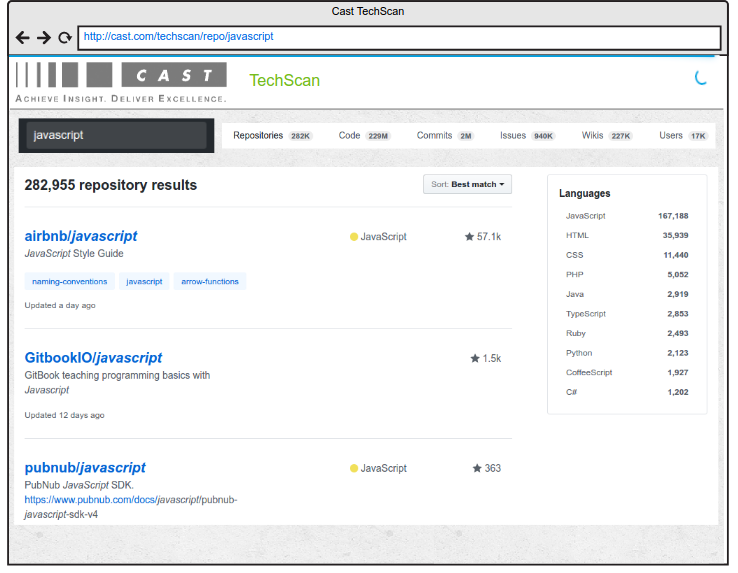 Cast TechScan
http://cast.com/techscan/repo/javascript
CAST
ACHIEVE INSIGHT. DELIVER EXCELLENCE.
TechScan
javascript
Repositories 282K Code 229M Commits 2M Issues 940K Wikis 227K Users 17K
282,955 repository results
Sort: Best match
airbnb/javascript
JavaScript
57.1k
JavaScript Style Guide
naming-conventions javascript arrow-functions
Updated a day ago
GitbookIO/javascript
1.5k
GitBook teaching programming basics with
Javascript
Updated 12 days ago
pubnub/javascript
JavaScript
363
PubNub JavaScript SDK.
https://www.pubnub.com/docs/javascript/pubnub-
javascript-sdk-v4
Languages
JavaScript 167,188
HTML 35,939
CSS 11,440
PHP 5,052
Java 2,919
TypeScript 2,853
Ruby 2,493
Python 2,123
CoffeeScript 1,927
C# 1,202